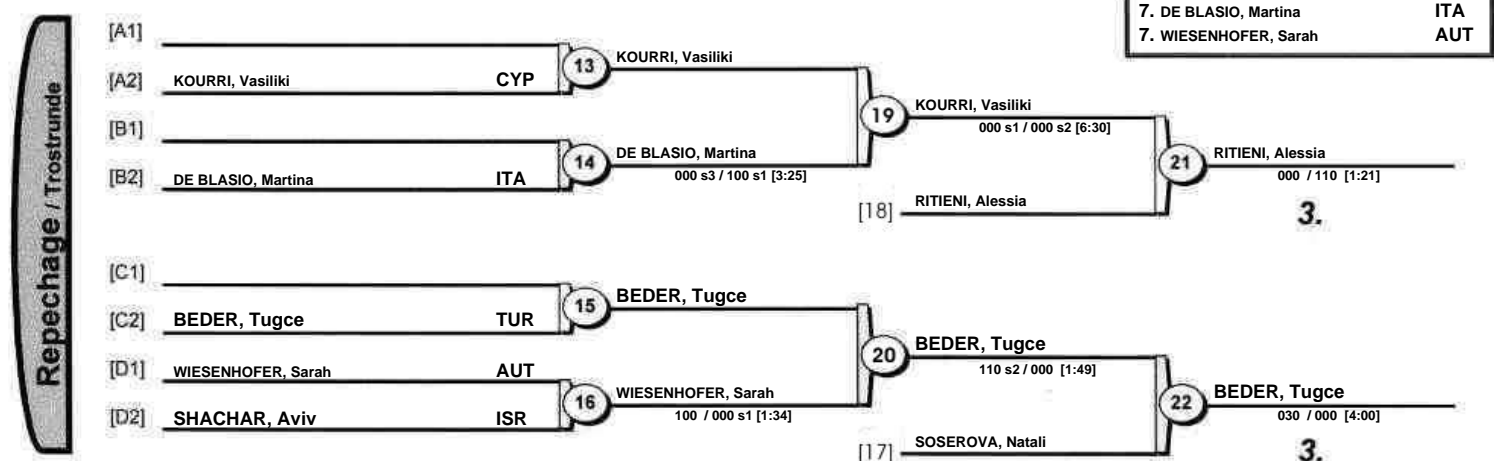 7. DE BLASIO, Martina ITA
7. WIESENHOFER, Sarah AUT
Repechage / Trostrunde
[A1]
[A2] KOURRI, Vasiliki CYP
13 KOURRI, Vasiliki
[B1]
[B2] DE BLASIO, Martina ITA
14 DE BLASIO, Martina
000 s3 / 100 s1 [3:25]
19 KOURRI, Vasiliki
000 s1 / 000 s2 [6:30]
[18] RITIENI, Alessia
21 RITIENI, Alessia
000 / 110 [1:21]
3.
[C1]
[C2] BEDER, Tugce TUR
15 BEDER, Tugce
[D1] WIESENHOFER, Sarah AUT
[D2] SHACHAR, Aviv ISR
16 WIESENHOFER, Sarah
100 / 000 s1 [1:34]
20 BEDER, Tugce
110 s2 / 000 [1:49]
[17] SOSEROVA, Natali
22 BEDER, Tugce
030 / 000 [4:00]
3.